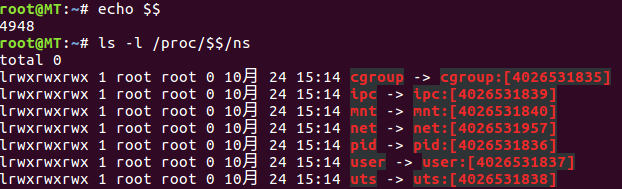 root@MT:~# echo $$
4948
root@MT:~# ls -l /proc/$$/ns
total 0
lrwxrwxrwx 1 root root 0 10月 24 15:14 cgroup -> cgroup:[4026531835]
lrwxrwxrwx 1 root root 0 10月 24 15:14 ipc -> ipc:[4026531839]
lrwxrwxrwx 1 root root 0 10月 24 15:14 mnt -> mnt:[4026531840]
lrwxrwxrwx 1 root root 0 10月 24 15:14 net -> net:[4026531957]
lrwxrwxrwx 1 root root 0 10月 24 15:14 pid -> pid:[4026531836]
lrwxrwxrwx 1 root root 0 10月 24 15:14 user -> user:[4026531837]
lrwxrwxrwx 1 root root 0 10月 24 15:14 uts -> uts:[4026531838]